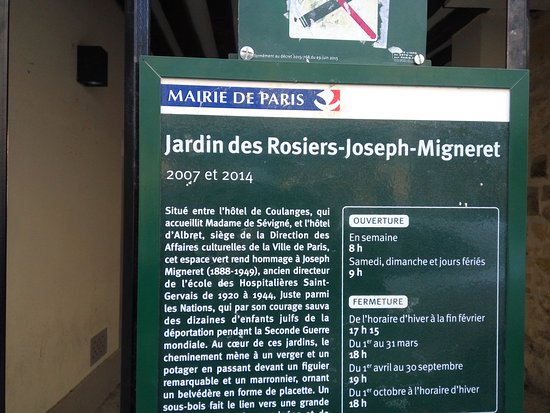 MAIRIE DE PARIS
Jardin des Rosiers-Joseph-Migneret
2007 et 2014
Situé entre l'hôtel de Coulanges, qui
accueillit Madame de Sévigné, et l'hôtel
d'Albret, siège de la Direction des
Affaires culturelles de la Ville de Paris,
cet espace vert rend hommage à Joseph
Migneret (1888-1949), ancien directeur
de l'école des Hospitalières Saint-
Gervais de 1920 à 1944, Juste parmi
les Nations, qui par son courage sauva
des dizaines d'enfants juifs de la
déportation pendant la Seconde Guerre
mondiale. Au cœur de ces jardins, le
cheminement mène à un verger et un
potager en passant devant un figuier
remarquable et un marronnier, ornant
un belvédère en forme de placette. Un
sous-bois fait le lien vers une grande
OUVERTURE
En semaine
8 h
Samedi, dimanche et jours fériés
9 h
FERMETURE
De l'horaire d'hiver à la fin février
17 h 15
Du 1er au 31 mars
18 h
Du 1er avril au 30 septembre
19 h
Du 1er octobre à l'horaire d'hiver
18 h